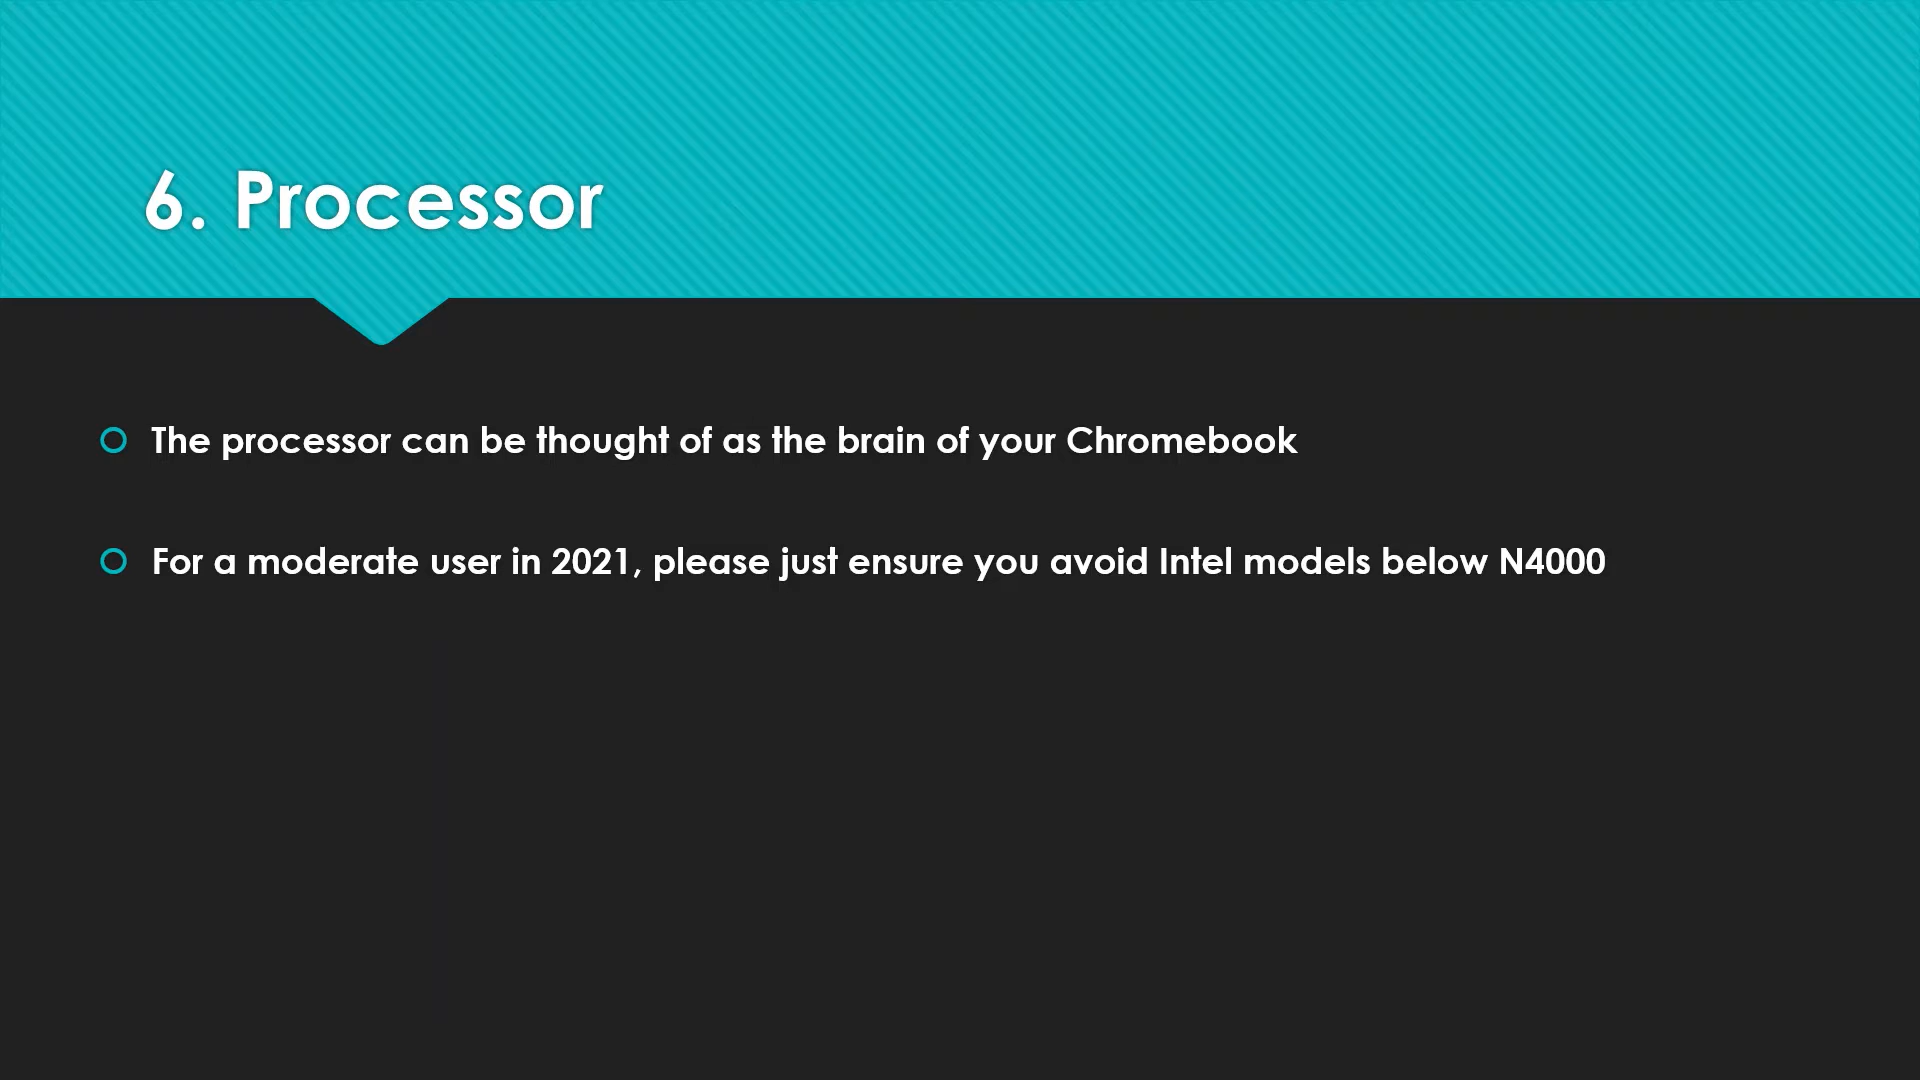 6. Processor
The processor can be thought of as the brain of your Chromebook
For a moderate user in 2021, please just ensure you avoid Intel models below N4000